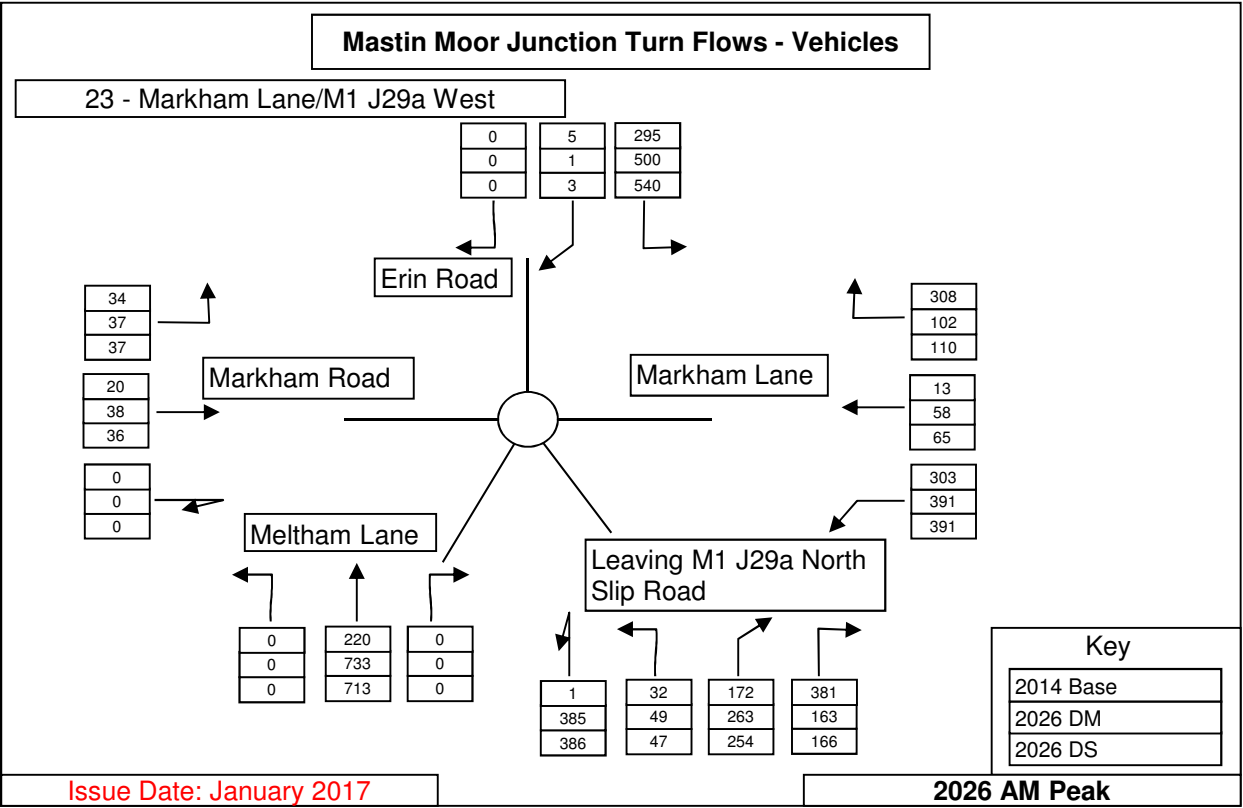 Mastin Moor Junction Turn Flows - Vehicles
23 - Markham Lane/M1 J29a West
0 5 295
0 1 500
0 3 540
Erin Road
34
37
37
308
102
110
Markham Road
Markham Lane
20
38
36
13
58
65
0
0
0
303
391
391
Meltham Lane
Leaving M1 J29a North
Slip Road
0 220 0
0 733 0
0 713 0
1 32 172 381
385 49 263 163
386 47 254 166
Key
2014 Base
2026 DM
2026 DS
Issue Date: January 2017
2026 AM Peak